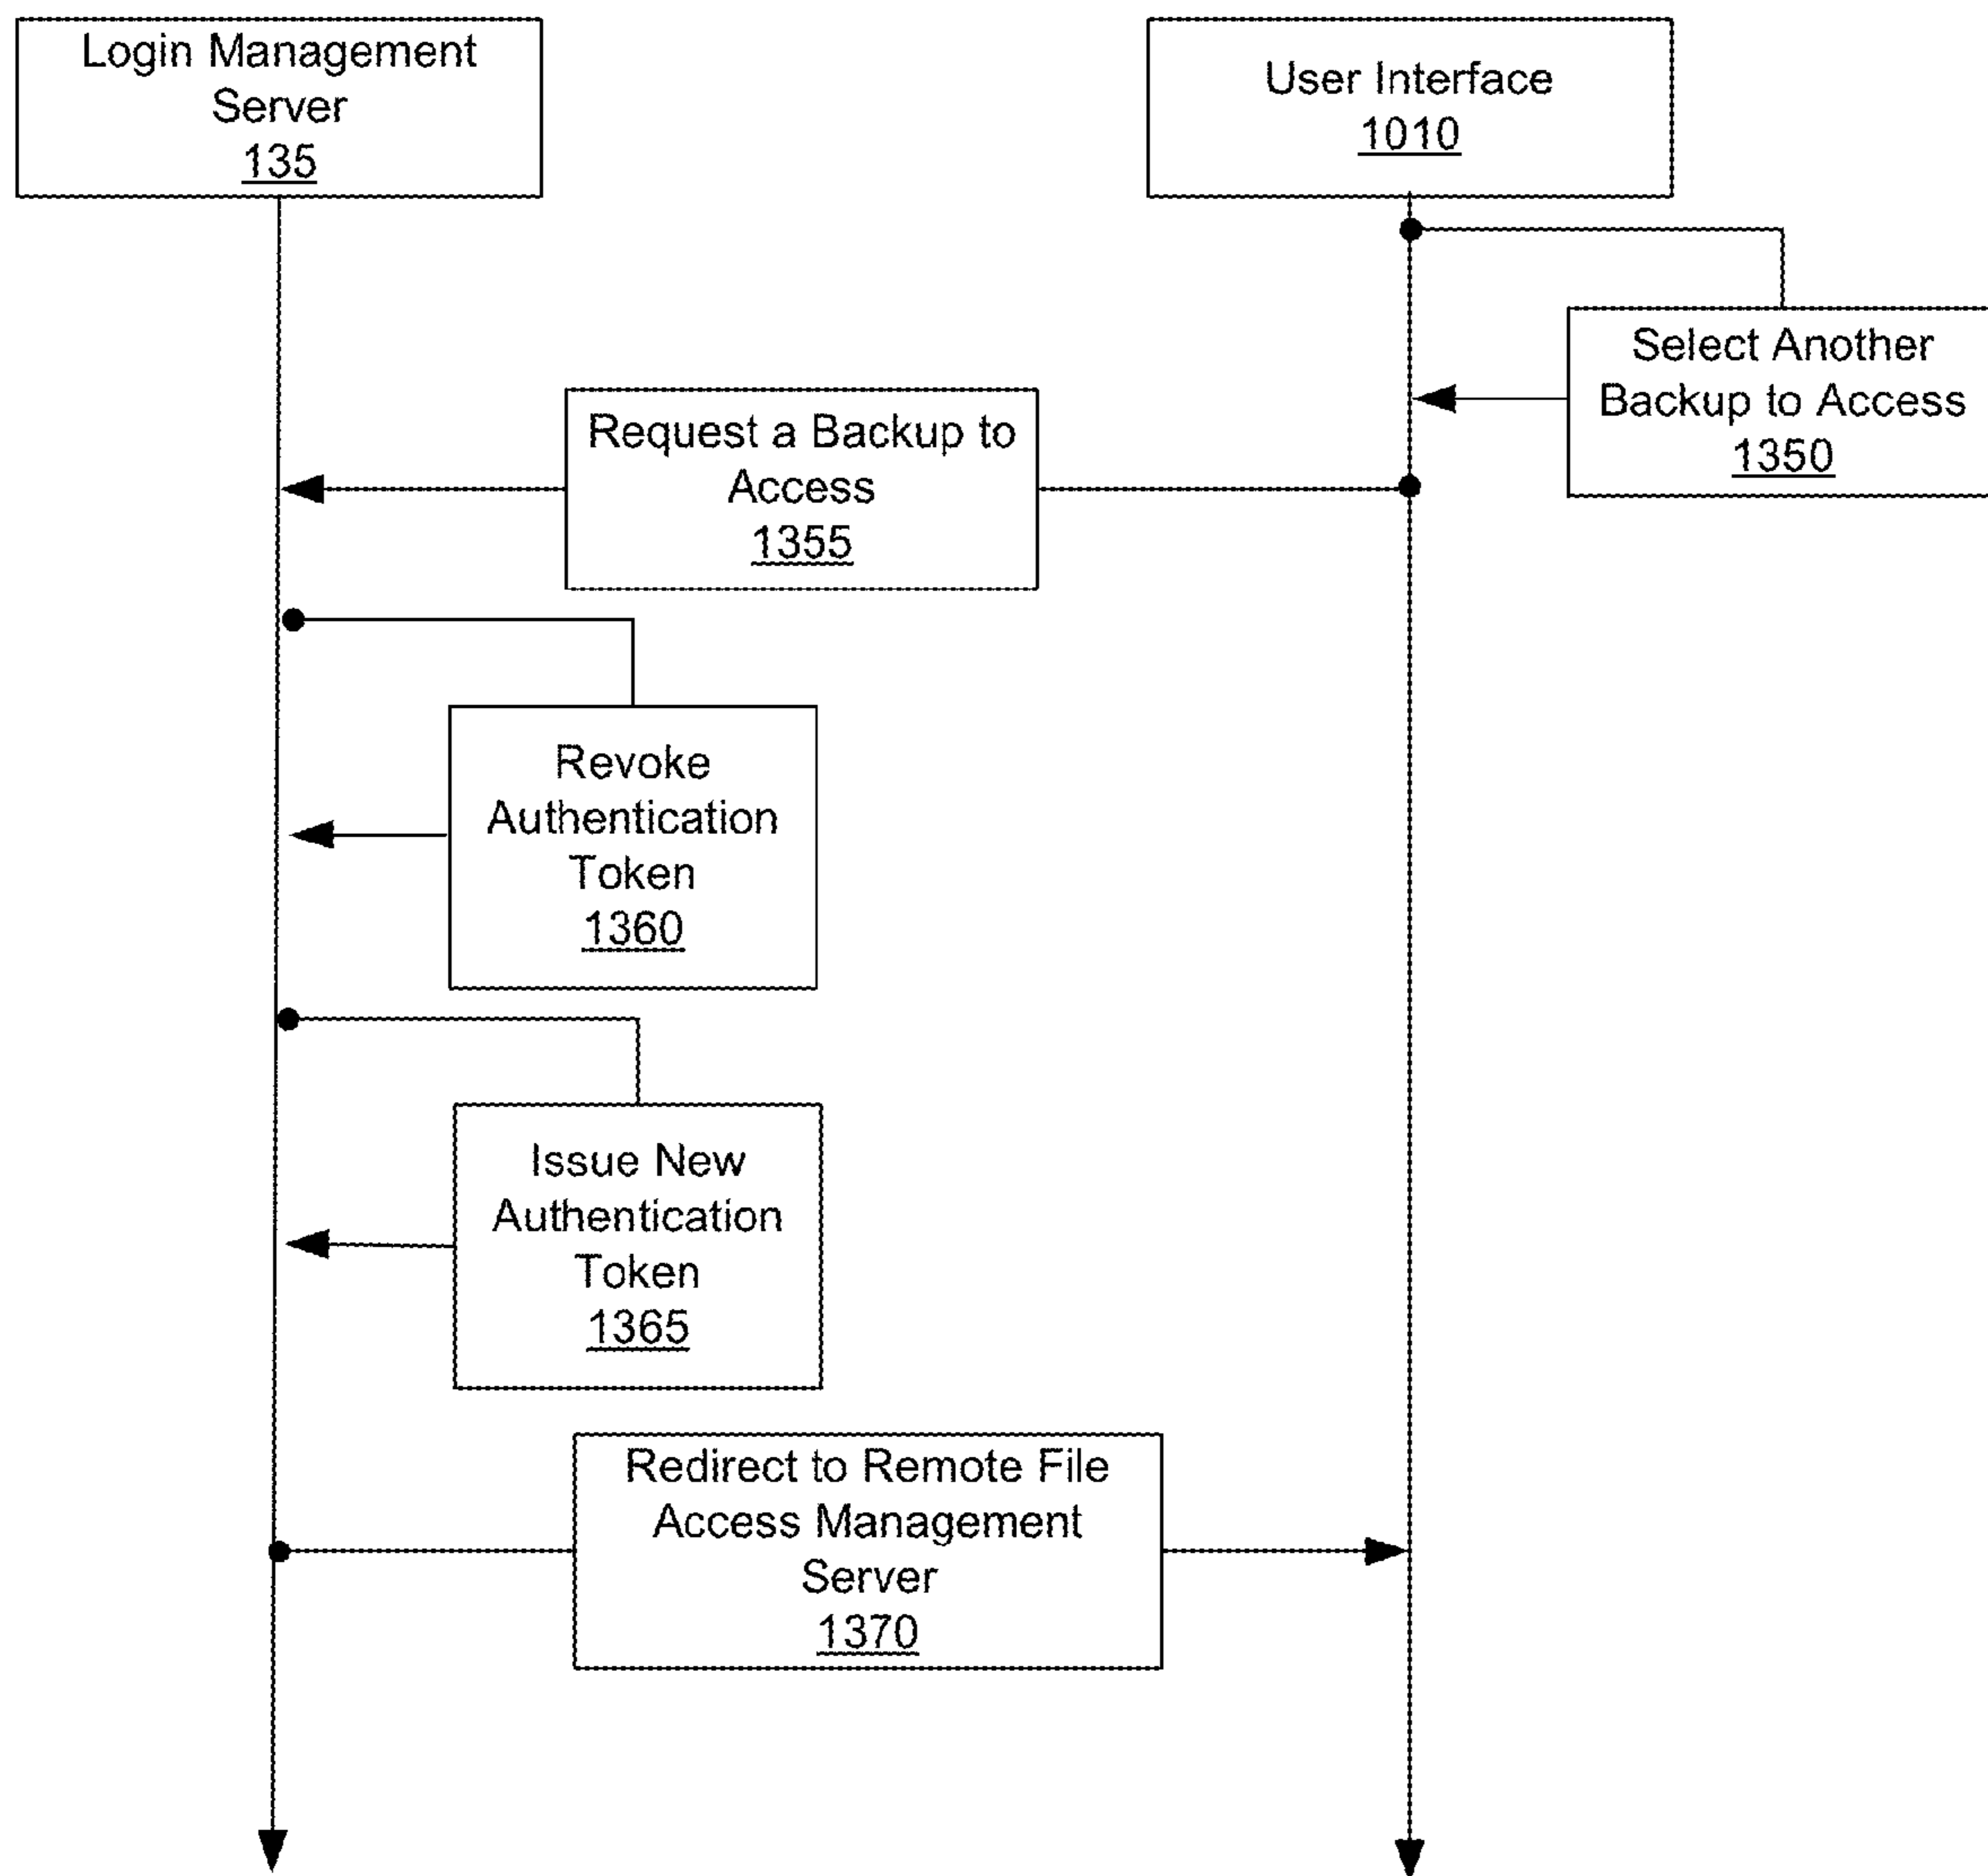 Login Management
Server
135
User Interface
1010
Select Another
Backup to Access
1350
Request a Backup to
Access
1355
Revoke
Authentication
Token
1360
Issue New
Authentication
Token
1365
Redirect to Remote File
Access Management
Server
1370